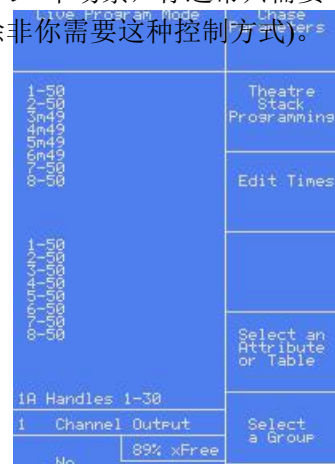 除非你需要这种控制方式)。
Live Program Mode
Chase
Parameters
1-50
2-50
3m49
4m49
5m49
6m49
7-50
8-50
Theatre
Stack
Programming
Edit Times
1-50
2-50
3-50
4-50
5-50
6-50
7-50
8-50
Select an
Attribute
or Table
1A Handles 1-30
1 Channel Output
Select
a Group
89% xFree
No